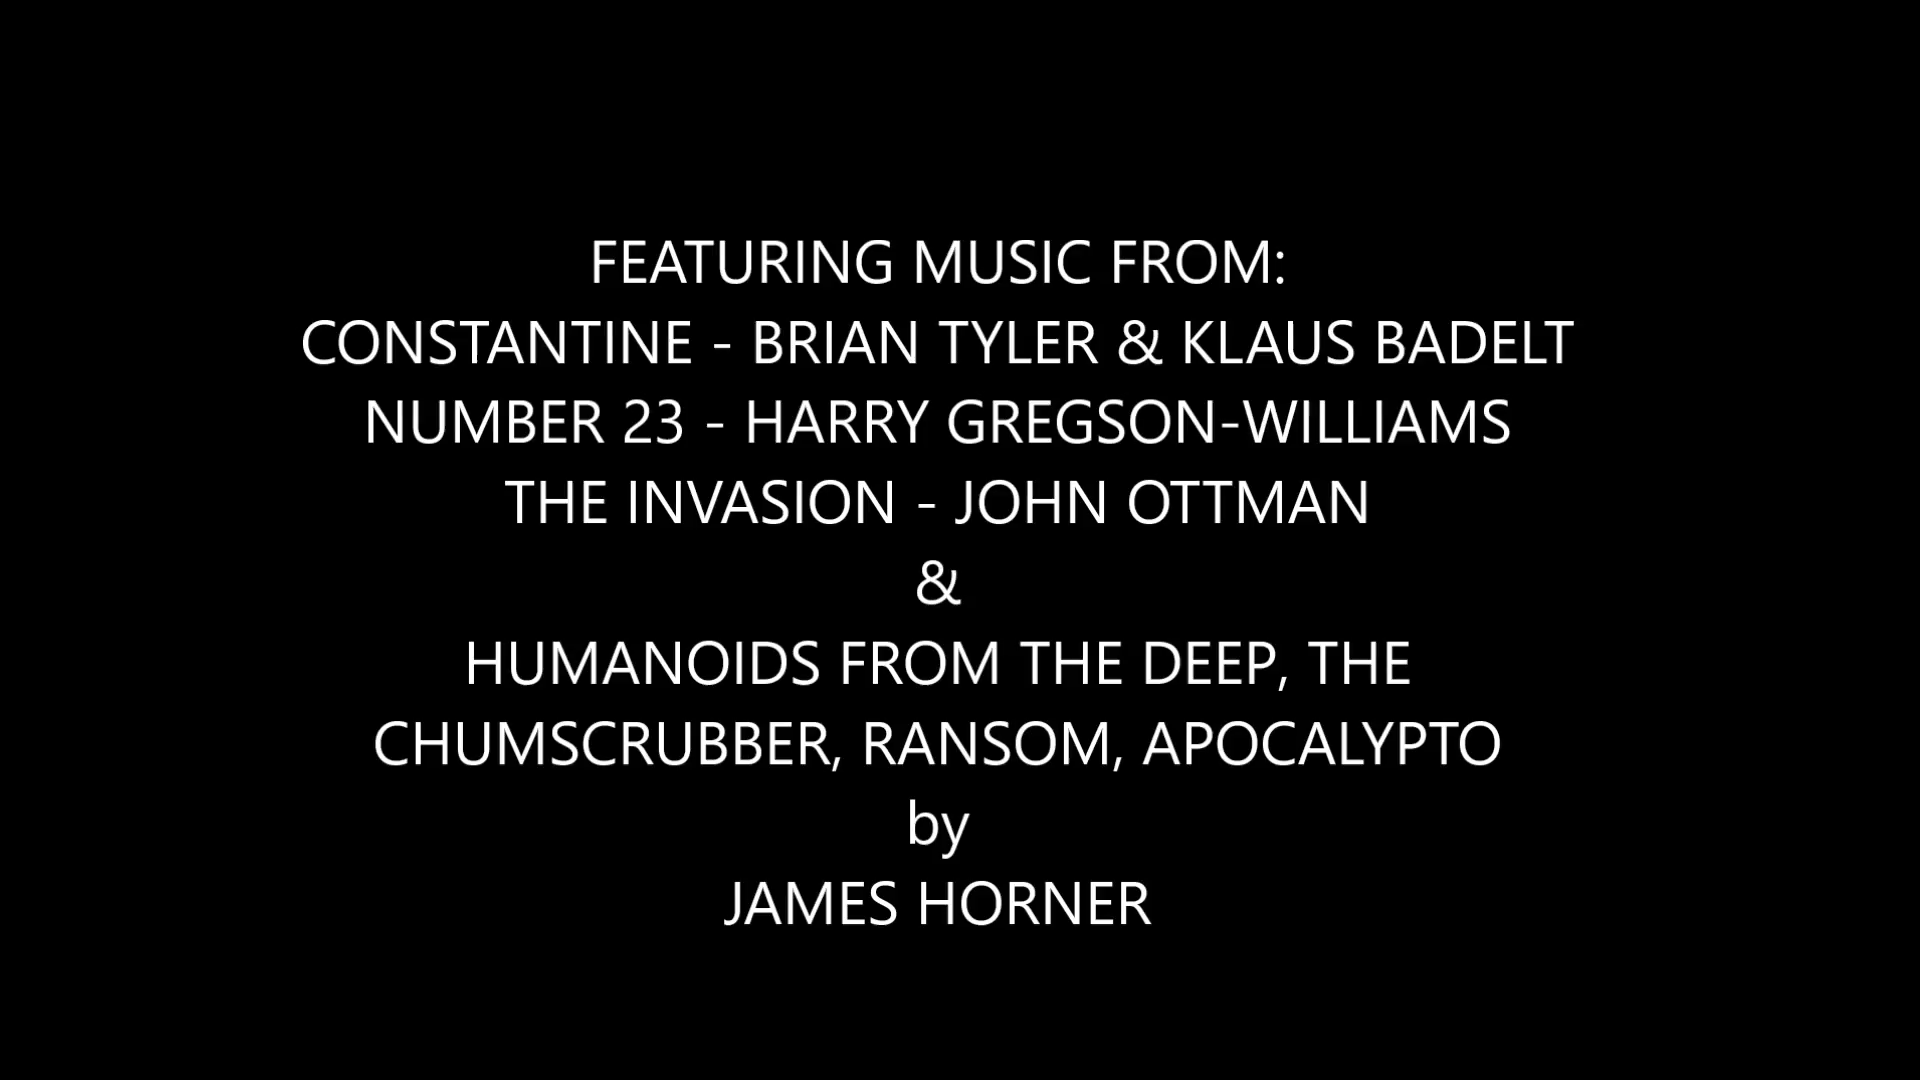 FEATURING MUSIC FROM:
CONSTANTINE - BRIAN TYLER & KLAUS BADELT
NUMBER 23 - HARRY GREGSON-WILLIAMS
THE INVASION - JOHN OTTMAN
&
HUMANOIDS FROM THE DEEP, THE
CHUMSCRUBBER, RANSOM, APOCALYPTO
by
JAMES HORNER